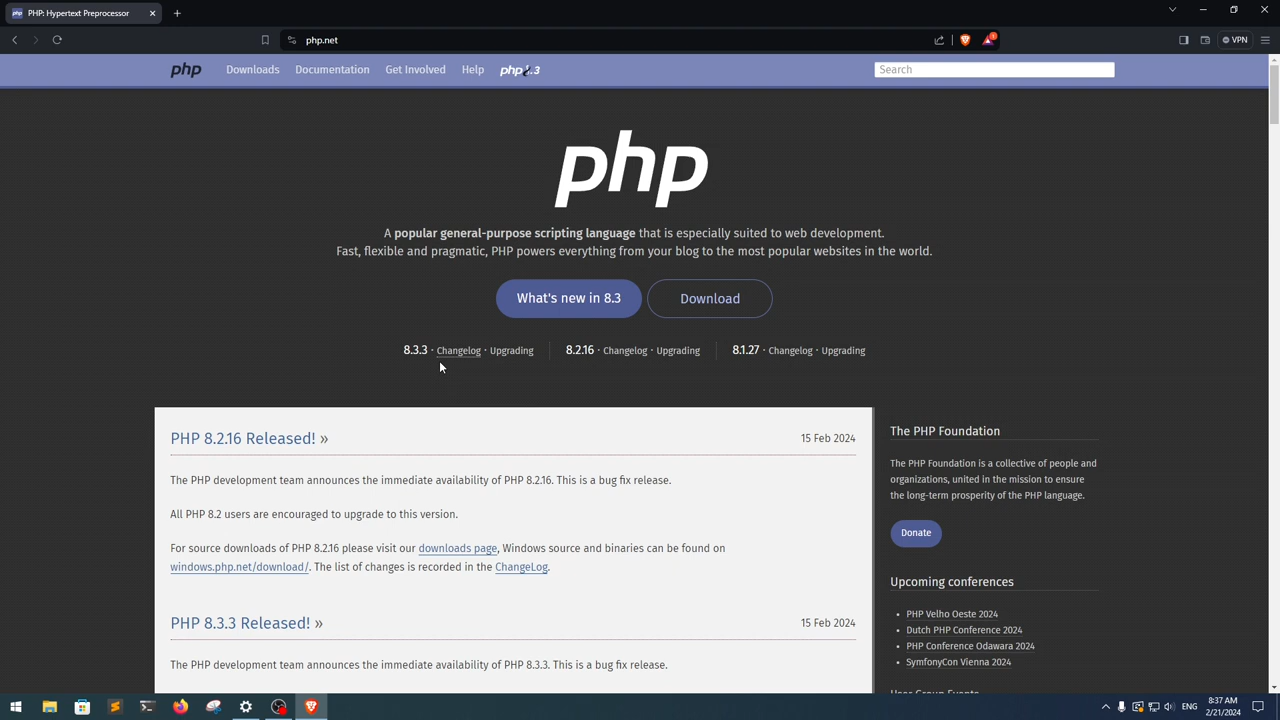 PHP: Hypertext Preprocessor
php.net
1
VPN
php
Downloads
Documentation
Get Involved
Help
php 8.3
Search
php
A popular general-purpose scripting language that is especially suited to web development.
Fast, flexible and pragmatic, PHP powers everything from your blog to the most popular websites in the world.
What's new in 8.3
Download
8.3.3 · Changelog · Upgrading
8.2.16 · Changelog · Upgrading
8.1.27 · Changelog · Upgrading
PHP 8.2.16 Released! »
15 Feb 2024
The PHP development team announces the immediate availability of PHP 8.2.16. This is a bug fix release.
All PHP 8.2 users are encouraged to upgrade to this version.
For source downloads of PHP 8.2.16 please visit our downloads page, Windows source and binaries can be found on
windows.php.net/download/. The list of changes is recorded in the ChangeLog.
PHP 8.3.3 Released! »
15 Feb 2024
The PHP development team announces the immediate availability of PHP 8.3.3. This is a bug fix release.
The PHP Foundation
The PHP Foundation is a collective of people and
organizations, united in the mission to ensure
the long-term prosperity of the PHP language.
Donate
Upcoming conferences
PHP Velho Oeste 2024
Dutch PHP Conference 2024
PHP Conference Odawara 2024
SymfonyCon Vienna 2024
User Group Events
ENG
8:37 AM
2/21/2024